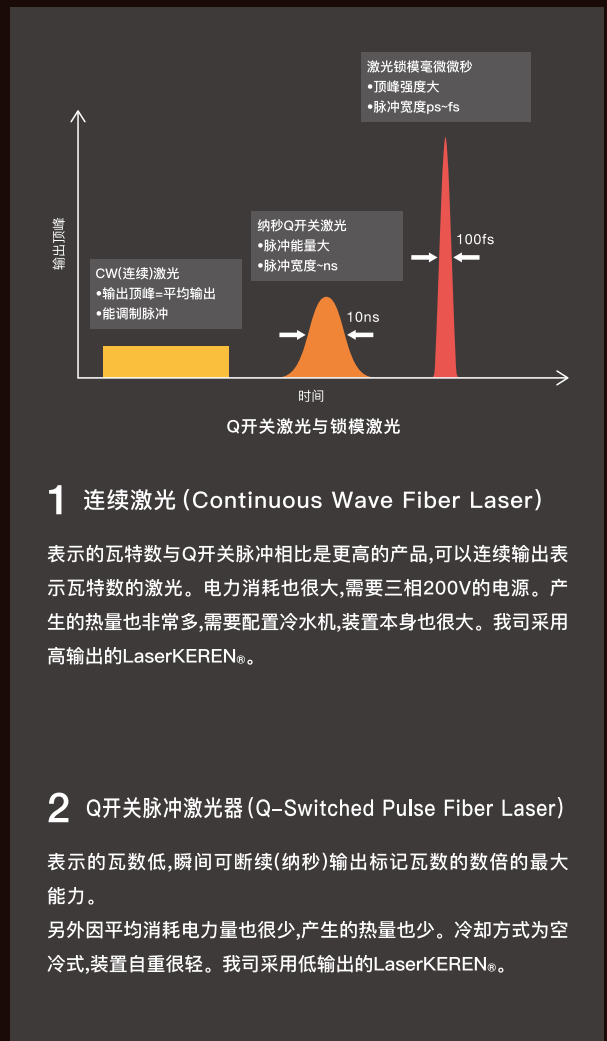 激光锁模毫微微秒
•顶峰强度大
•脉冲宽度ps~fs
纳秒Q开关激光
•脉冲能量大
•脉冲宽度~ns
CW(连续)激光
•输出顶峰=平均输出
•能调制脉冲
输出顶峰
100fs
10ns
时间
Q开关激光与锁模激光
1 连续激光(Continuous Wave Fiber Laser)
表示的瓦特数与Q开关脉冲相比是更高的产品,可以连续输出表
示瓦特数的激光。电力消耗也很大,需要三相200V的电源。产
生的热量也非常多,需要配置冷水机,装置本身也很大。我司采用
高输出的LaserKEREN®。
2 Q开关脉冲激光器(Q-Switched Pulse Fiber Laser)
表示的瓦数低,瞬间可断续(纳秒)输出标记瓦数的数倍的最大
能力。
另外因平均消耗电力量也很少,产生的热量也少。冷却方式为空
冷式,装置自重很轻。我司采用低输出的LaserKEREN®。